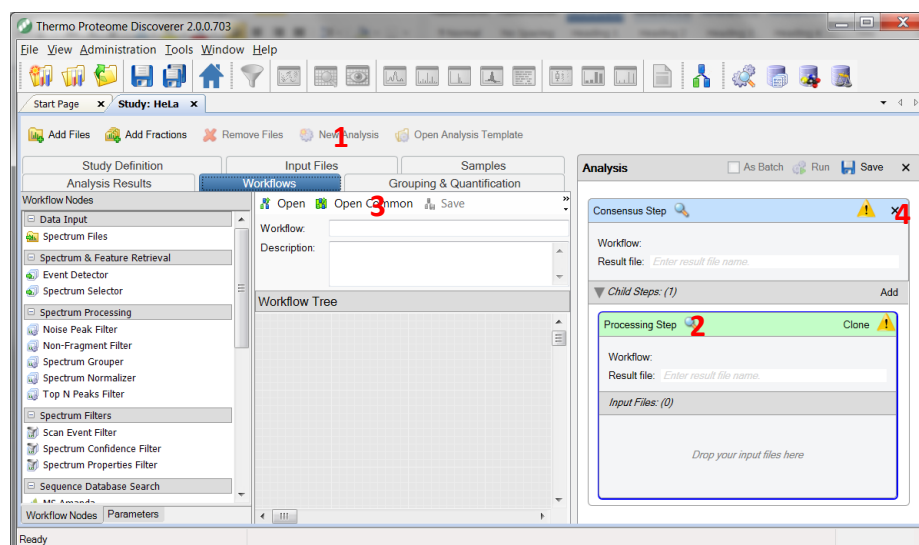 Thermo Proteome Discoverer 2.0.0.703
File View Administration Tools Window Help
Start Page x Study: HeLa x
Add Files Add Fractions Remove Files New Analysis Open Analysis Template
1
Study Definition Input Files Samples
Analysis Results Workflows Grouping & Quantification
Workflow Nodes
Data Input
Spectrum Files
Spectrum & Feature Retrieval
Event Detector
Spectrum Selector
Spectrum Processing
Noise Peak Filter
Non-Fragment Filter
Spectrum Grouper
Spectrum Normalizer
Top N Peaks Filter
Spectrum Filters
Scan Event Filter
Spectrum Confidence Filter
Spectrum Properties Filter
Sequence Database Search
MS Amanda
Workflow Nodes Parameters
Open Open Common Save »
3
Workflow:
Description:
Workflow Tree
Analysis As Batch Run Save x
Consensus Step x
4
Workflow:
Result file: Enter result file name.
Child Steps: (1) Add
Processing Step Clone
2
Workflow:
Result file: Enter result file name.
Input Files: (0)
Drop your input files here
Ready